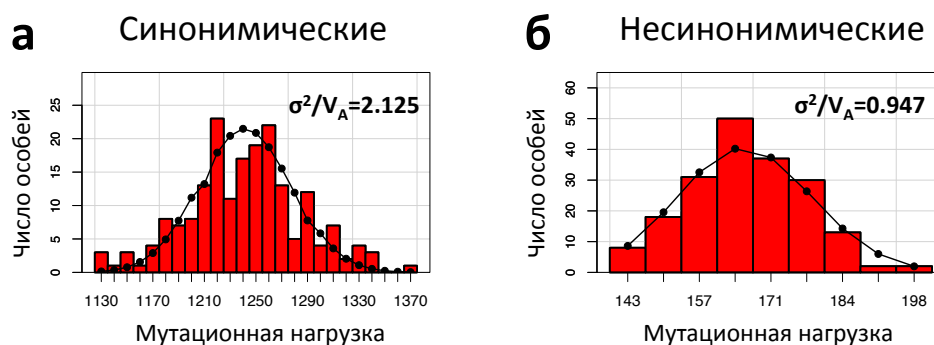 а Синонимические
σ²/V_A=2.125
Число особей
25
20
15
10
5
0
1130 1170 1210 1250 1290 1330 1370
Мутационная нагрузка
б Несинонимические
σ²/V_A=0.947
Число особей
60
50
40
30
20
10
0
143 157 171 184 198
Мутационная нагрузка